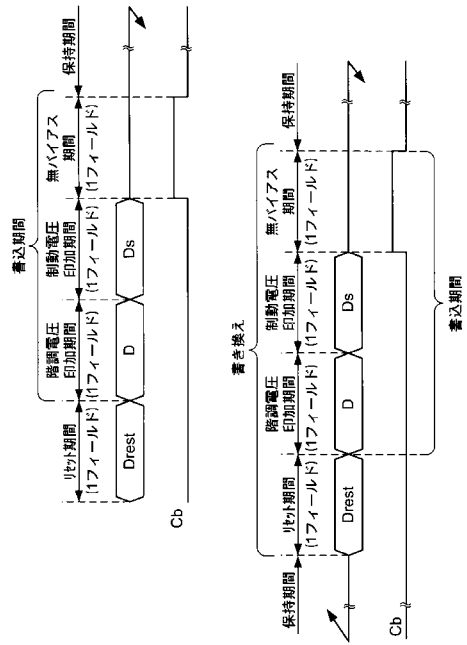 書込期間
リセット期間
階調電圧
印加期間
制動電圧
印加期間
無バイアス
期間
保持期間
(1フィールド)
(1フィールド)
(1フィールド)
(1フィールド)
Drest
D
Ds
Cb
書き換え
保持期間
リセット期間
階調電圧
印加期間
制動電圧
印加期間
無バイアス
期間
保持期間
(1フィールド)
(1フィールド)
(1フィールド)
(1フィールド)
Drest
D
Ds
Cb
書込期間